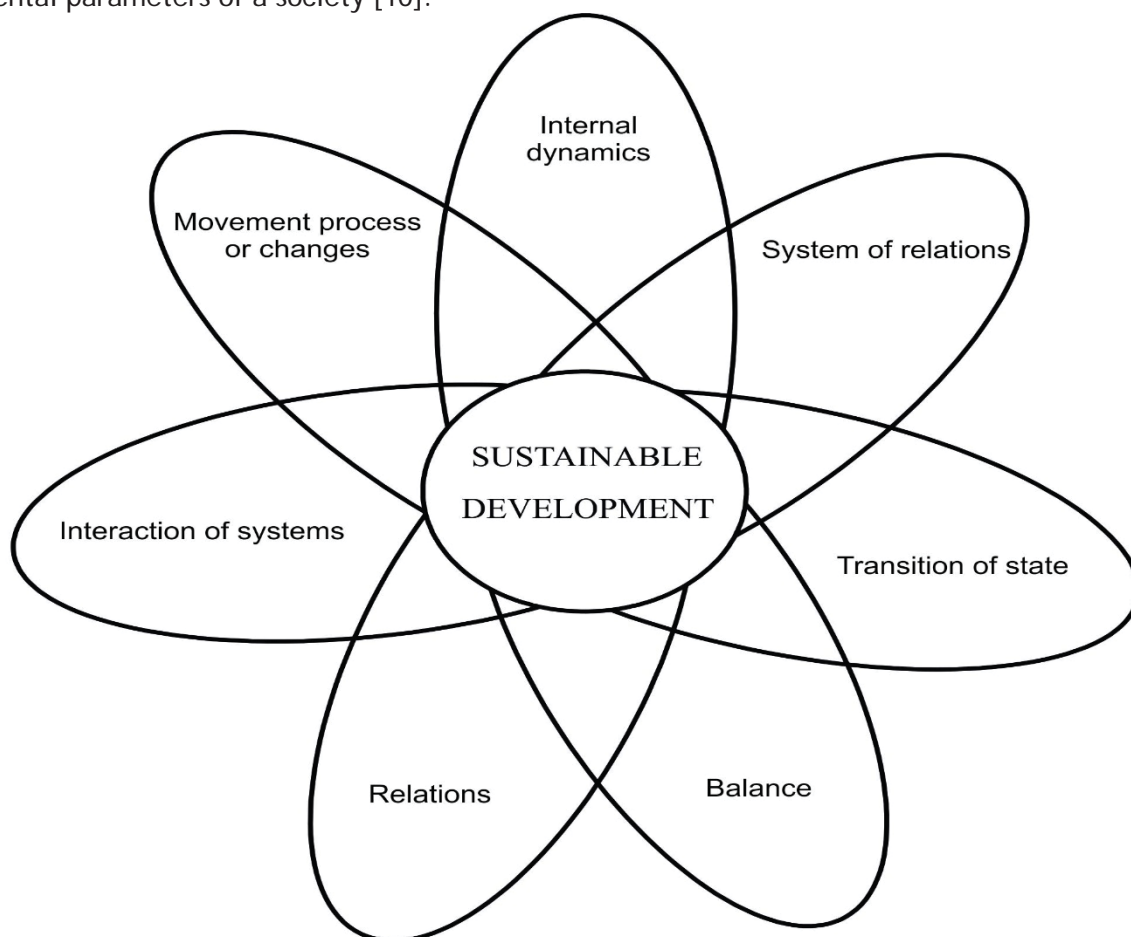 ental parameters of a society [10].
Internal
dynamics
Movement process
or changes
System of relations
SUSTAINABLE
DEVELOPMENT
Interaction of systems
Transition of state
Relations
Balance